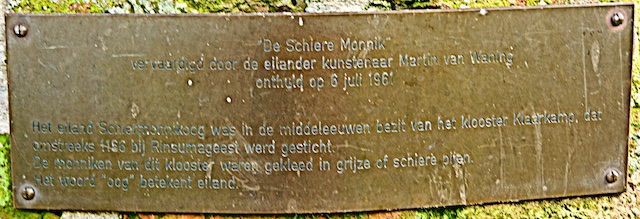 "De Schiere Monnik"
vervaardigd door de eilander kunstenaar Martin van Waning
onthuld op 6 juli 1961
Het eiland Schiermonnikoog was in de middeleeuwen bezit van het klooster Klaarkamp, dat
omstreeks 1166 bij Rinsumageest werd gesticht.
De monniken van dit klooster waren gekleed in grijze of schiere pijen.
Het woord "oog" betekent eiland.